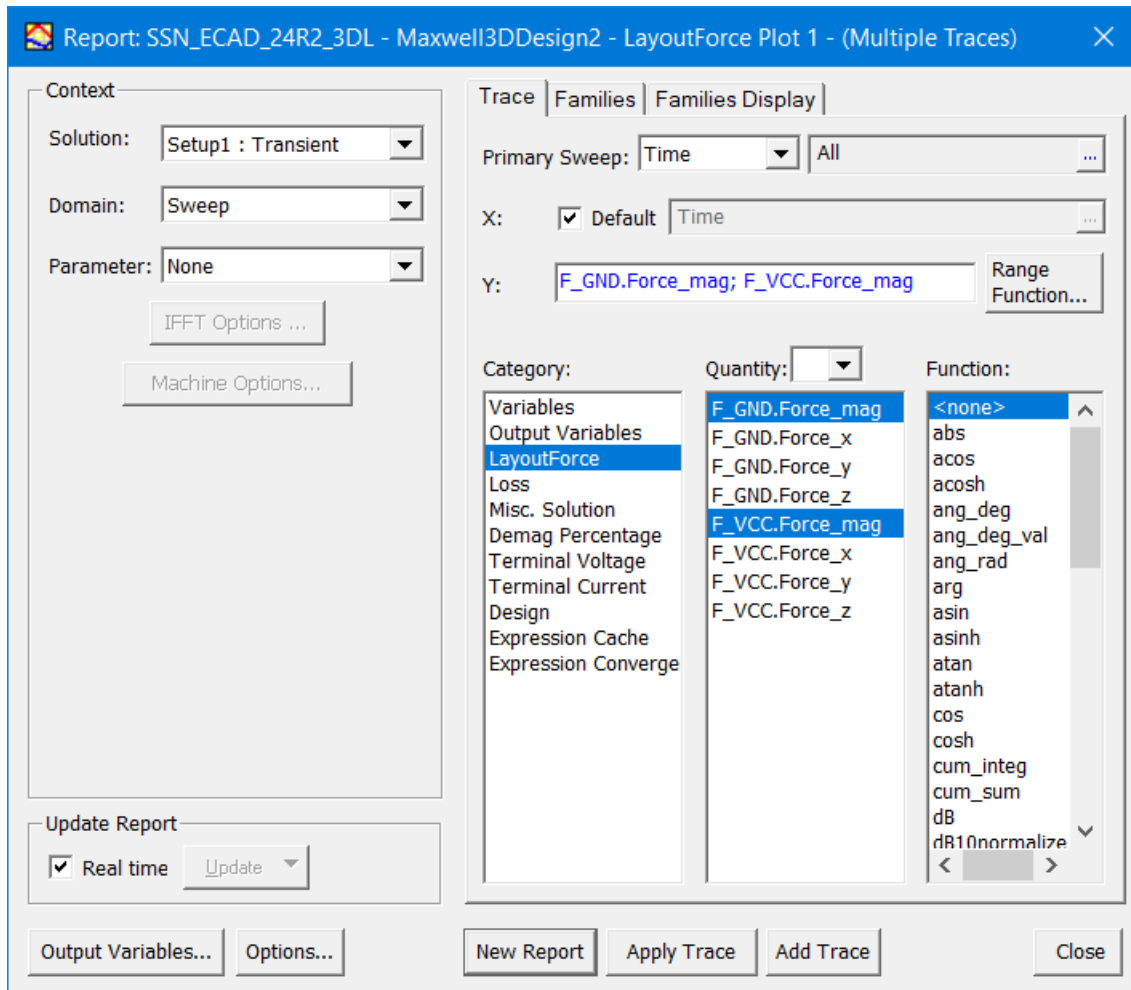 Report: SSN_ECAD_24R2_3DL - Maxwell3DDesign2 - LayoutForce Plot 1 - (Multiple Traces)
Context
Solution: Setup1 : Transient
Domain: Sweep
Parameter: None
IFFT Options ...
Machine Options...
Update Report
Real time Update
Output Variables... Options...
Trace Families Families Display
Primary Sweep: Time All ...
X: Default Time ...
Y: F_GND.Force_mag; F_VCC.Force_mag
Range
Function...
Category:
Variables
Output Variables
LayoutForce
Loss
Misc. Solution
Demag Percentage
Terminal Voltage
Terminal Current
Design
Expression Cache
Expression Converge
Quantity:
F_GND.Force_mag
F_GND.Force_x
F_GND.Force_y
F_GND.Force_z
F_VCC.Force_mag
F_VCC.Force_x
F_VCC.Force_y
F_VCC.Force_z
Function:
<none>
abs
acos
acosh
ang_deg
ang_deg_val
ang_rad
arg
asin
asinh
atan
atanh
cos
cosh
cum_integ
cum_sum
dB
dB10normalize
New Report Apply Trace Add Trace Close